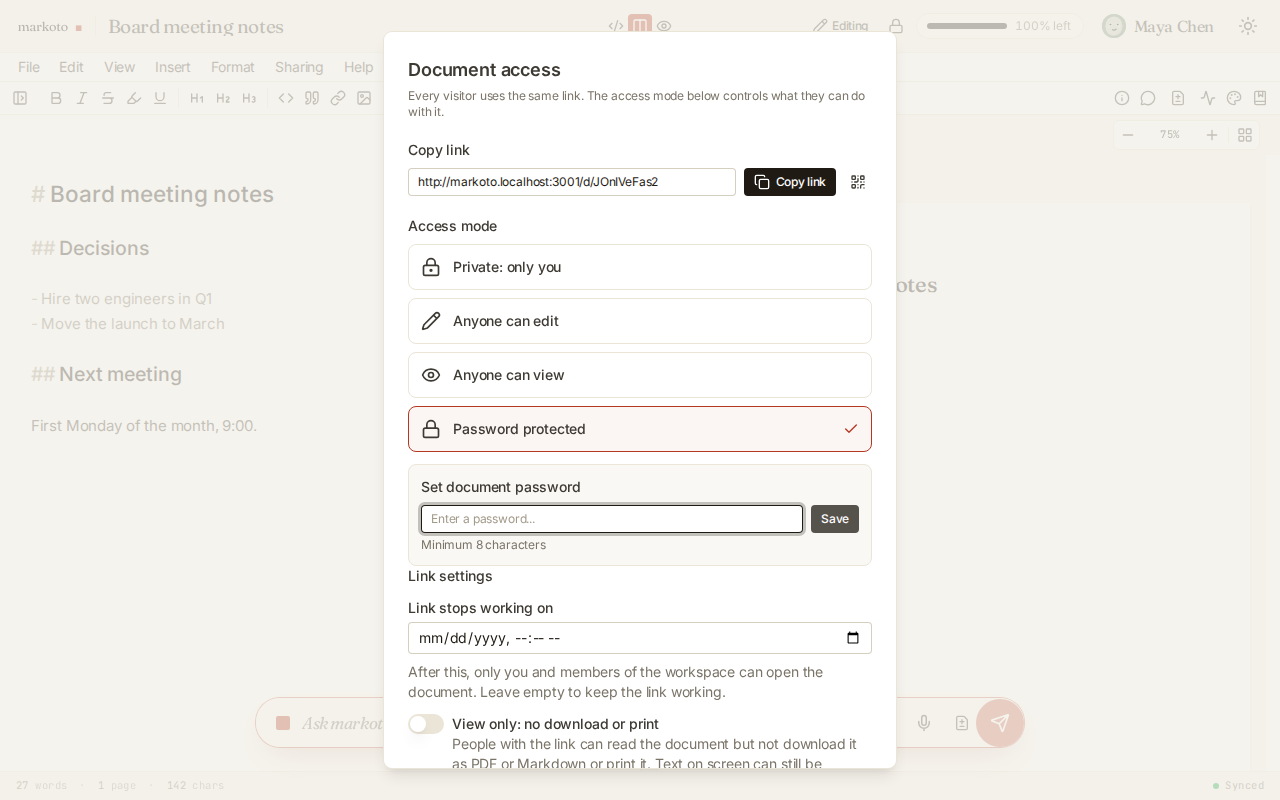 markoto
Board meeting notes
Editing
100% left
Maya Chen
File Edit View Insert Format Sharing Help
H1 H2 H3
75%
# Board meeting notes
## Decisions
- Hire two engineers in Q1
- Move the launch to March
## Next meeting
First Monday of the month, 9:00.
otes
Document access
Every visitor uses the same link. The access mode below controls what they can do
with it.
Copy link
http://markoto.localhost:3001/d/JOnIVeFas2
Copy link
Access mode
Private: only you
Anyone can edit
Anyone can view
Password protected
Set document password
Enter a password...
Save
Minimum 8 characters
Link settings
Link stops working on
mm/dd/yyyy, --:-- --
After this, only you and members of the workspace can open the
document. Leave empty to keep the link working.
View only: no download or print
People with the link can read the document but not download it
as PDF or Markdown or print it. Text on screen can still be
Ask markot
27 words · 1 page · 142 chars
Synced